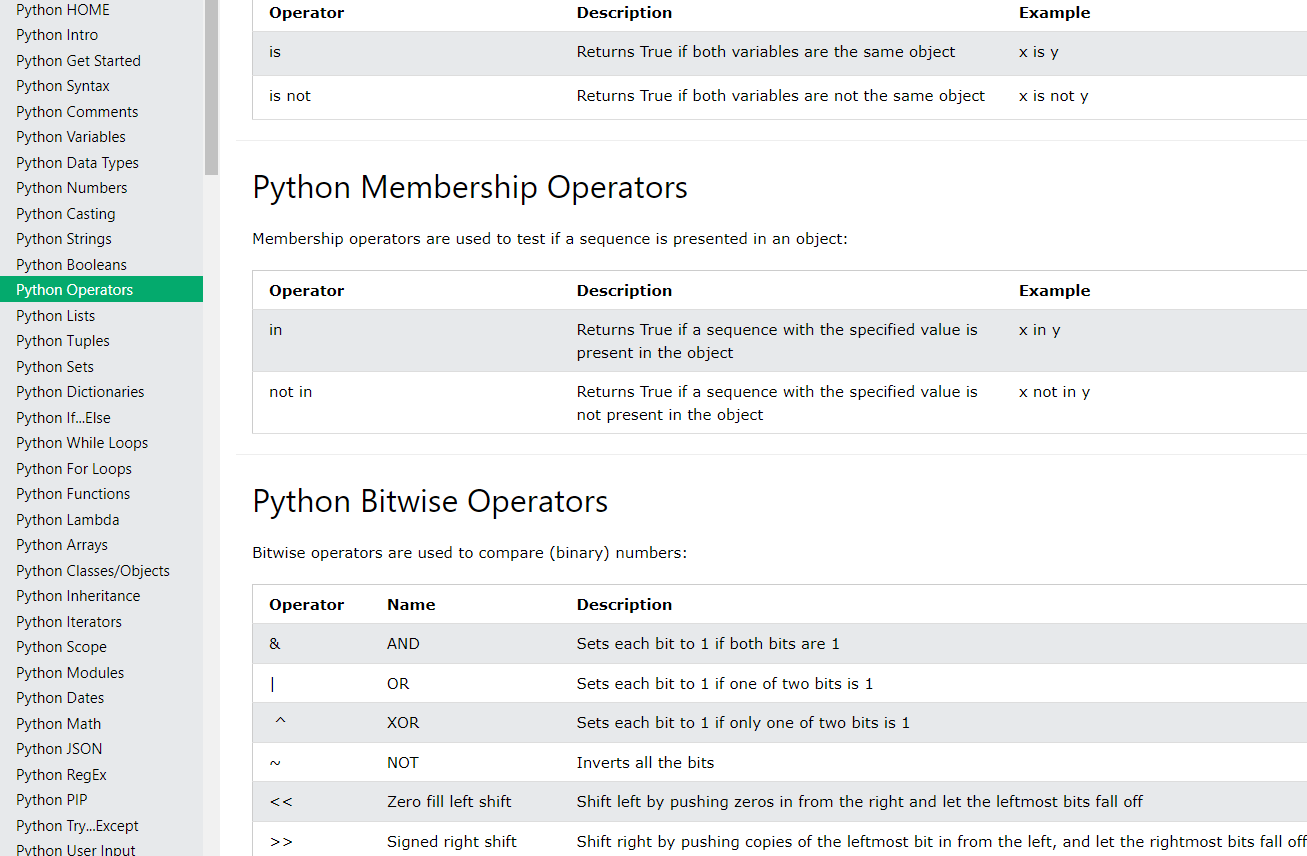 Python HOME
Python Intro
Python Get Started
Python Syntax
Python Comments
Python Variables
Python Data Types
Python Numbers
Python Casting
Python Strings
Python Booleans
Python Operators
Python Lists
Python Tuples
Python Sets
Python Dictionaries
Python If...Else
Python While Loops
Python For Loops
Python Functions
Python Lambda
Python Arrays
Python Classes/Objects
Python Inheritance
Python Iterators
Python Scope
Python Modules
Python Dates
Python Math
Python JSON
Python RegEx
Python PIP
Python Try...Except
Python User Input
Operator Description Example
is Returns True if both variables are the same object x is y
is not Returns True if both variables are not the same object x is not y
Python Membership Operators
Membership operators are used to test if a sequence is presented in an object:
Operator Description Example
in Returns True if a sequence with the specified value is x in y
present in the object
not in Returns True if a sequence with the specified value is x not in y
not present in the object
Python Bitwise Operators
Bitwise operators are used to compare (binary) numbers:
Operator Name Description
& AND Sets each bit to 1 if both bits are 1
| OR Sets each bit to 1 if one of two bits is 1
^ XOR Sets each bit to 1 if only one of two bits is 1
~ NOT Inverts all the bits
<< Zero fill left shift Shift left by pushing zeros in from the right and let the leftmost bits fall off
>> Signed right shift Shift right by pushing copies of the leftmost bit in from the left, and let the rightmost bits fall off